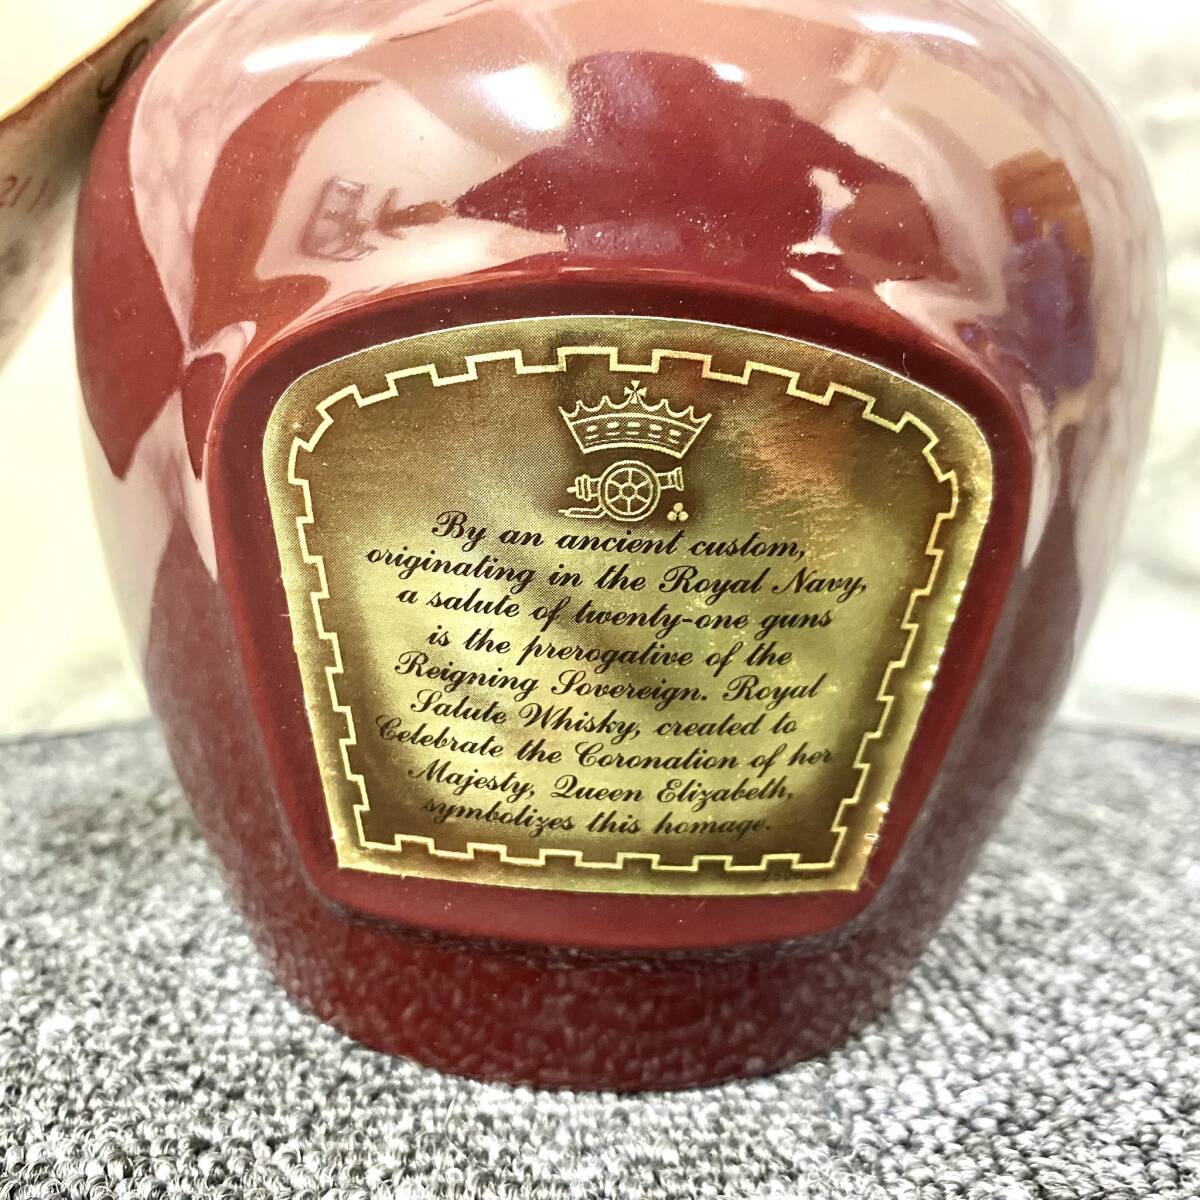 21
By an ancient custom,
originating in the Royal Navy,
a salute of twenty-one guns
is the prerogative of the
Reigning Sovereign. Royal
Salute Whisky, created to
Celebrate the Coronation of her
Majesty, Queen Elizabeth,
symbolizes this homage.